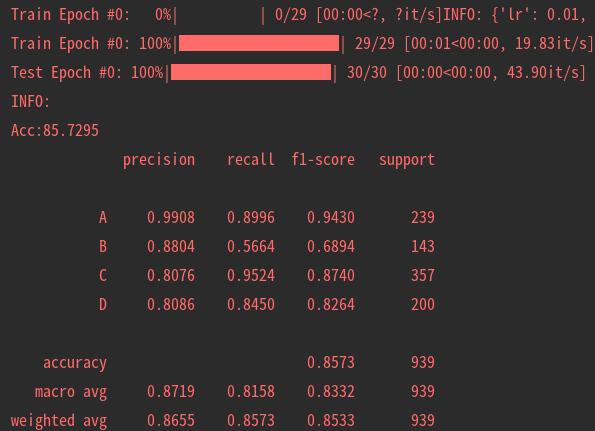 Train Epoch #0:   0%|          | 0/29 [00:00<?, ?it/s]INFO: {'lr': 0.01,
Train Epoch #0: 100%|██████████| 29/29 [00:01<00:00, 19.83it/s]
Test Epoch #0: 100%|██████████| 30/30 [00:00<00:00, 43.90it/s]
INFO:
Acc:85.7295
              precision    recall  f1-score   support

           A     0.9908    0.8996    0.9430       239
           B     0.8804    0.5664    0.6894       143
           C     0.8076    0.9524    0.8740       357
           D     0.8086    0.8450    0.8264       200

    accuracy                         0.8573       939
   macro avg     0.8719    0.8158    0.8332       939
weighted avg     0.8655    0.8573    0.8533       939